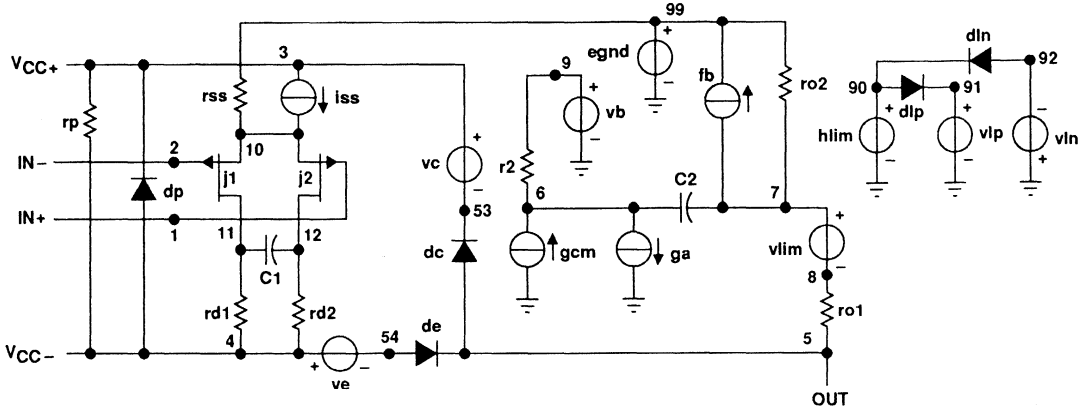 99
egnd
+
−
fb
ro2
VCC+
3
rss
iss
rp
10
IN−
2
j1
j2
dp
IN+
1
11
12
C1
rd1
rd2
VCC−
4
+
−
ve
54
de
vc
+
−
53
dc
9
+
vb
−
r2
6
C2
7
gcm
ga
+
vlim
−
8
ro1
5
OUT
dln
92
90
dlp
91
+
hlim
−
+
vlp
−
−
vln
+